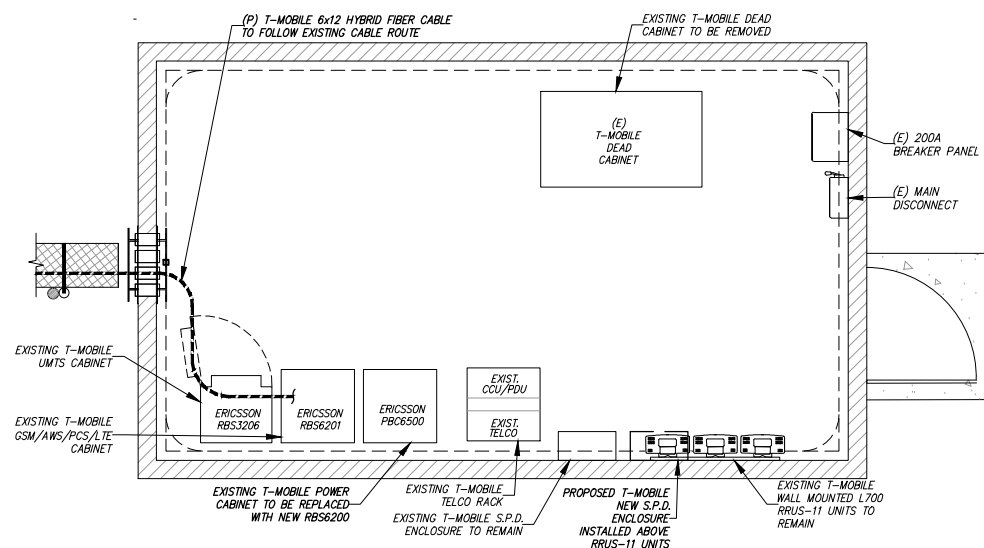 (P) T-MOBILE 6x12 HYBRID FIBER CABLE
TO FOLLOW EXISTING CABLE ROUTE
EXISTING T-MOBILE DEAD
CABINET TO BE REMOVED
(E)
T-MOBILE
DEAD
CABINET
(E) 200A
BREAKER PANEL
(E) MAIN
DISCONNECT
EXISTING T-MOBILE
UMTS CABINET
EXISTING T-MOBILE
GSM/AWS/PCS/LTE
CABINET
ERICSSON
RBS3206
ERICSSON
RBS6201
ERICSSON
PBC6500
EXIST.
CCU/PDU
EXIST.
TELCO
EXISTING T-MOBILE POWER
CABINET TO BE REPLACED
WITH NEW RBS6200
EXISTING T-MOBILE
TELCO RACK
EXISTING T-MOBILE S.P.D.
ENCLOSURE TO REMAIN
PROPOSED T-MOBILE
NEW S.P.D.
ENCLOSURE
INSTALLED ABOVE
RRUS-11 UNITS
EXISTING T-MOBILE
WALL MOUNTED L700
RRUS-11 UNITS TO
REMAIN